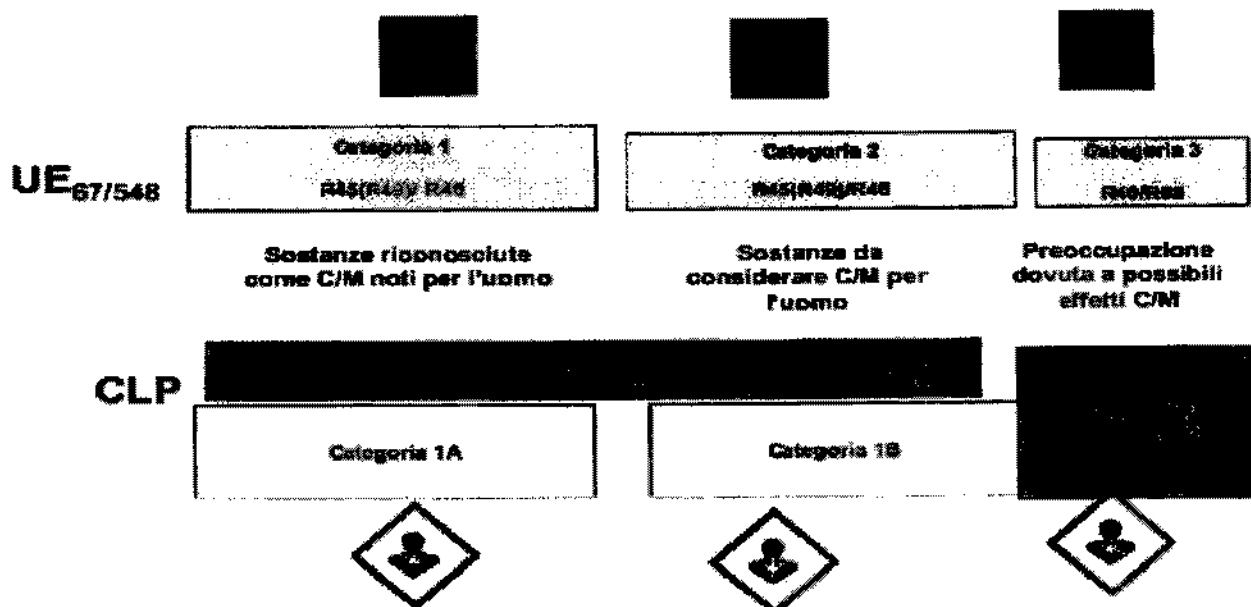 Categoria 1
Categoria 2
Categoria 3
UE67/548
Sostanze riconosciute
come C/M noti per l'uomo
Sostanze da
considerare C/M per
l'uomo
Preoccupazione
dovuta a possibili
effetti C/M
CLP
Categoria 1A
Categoria 1B